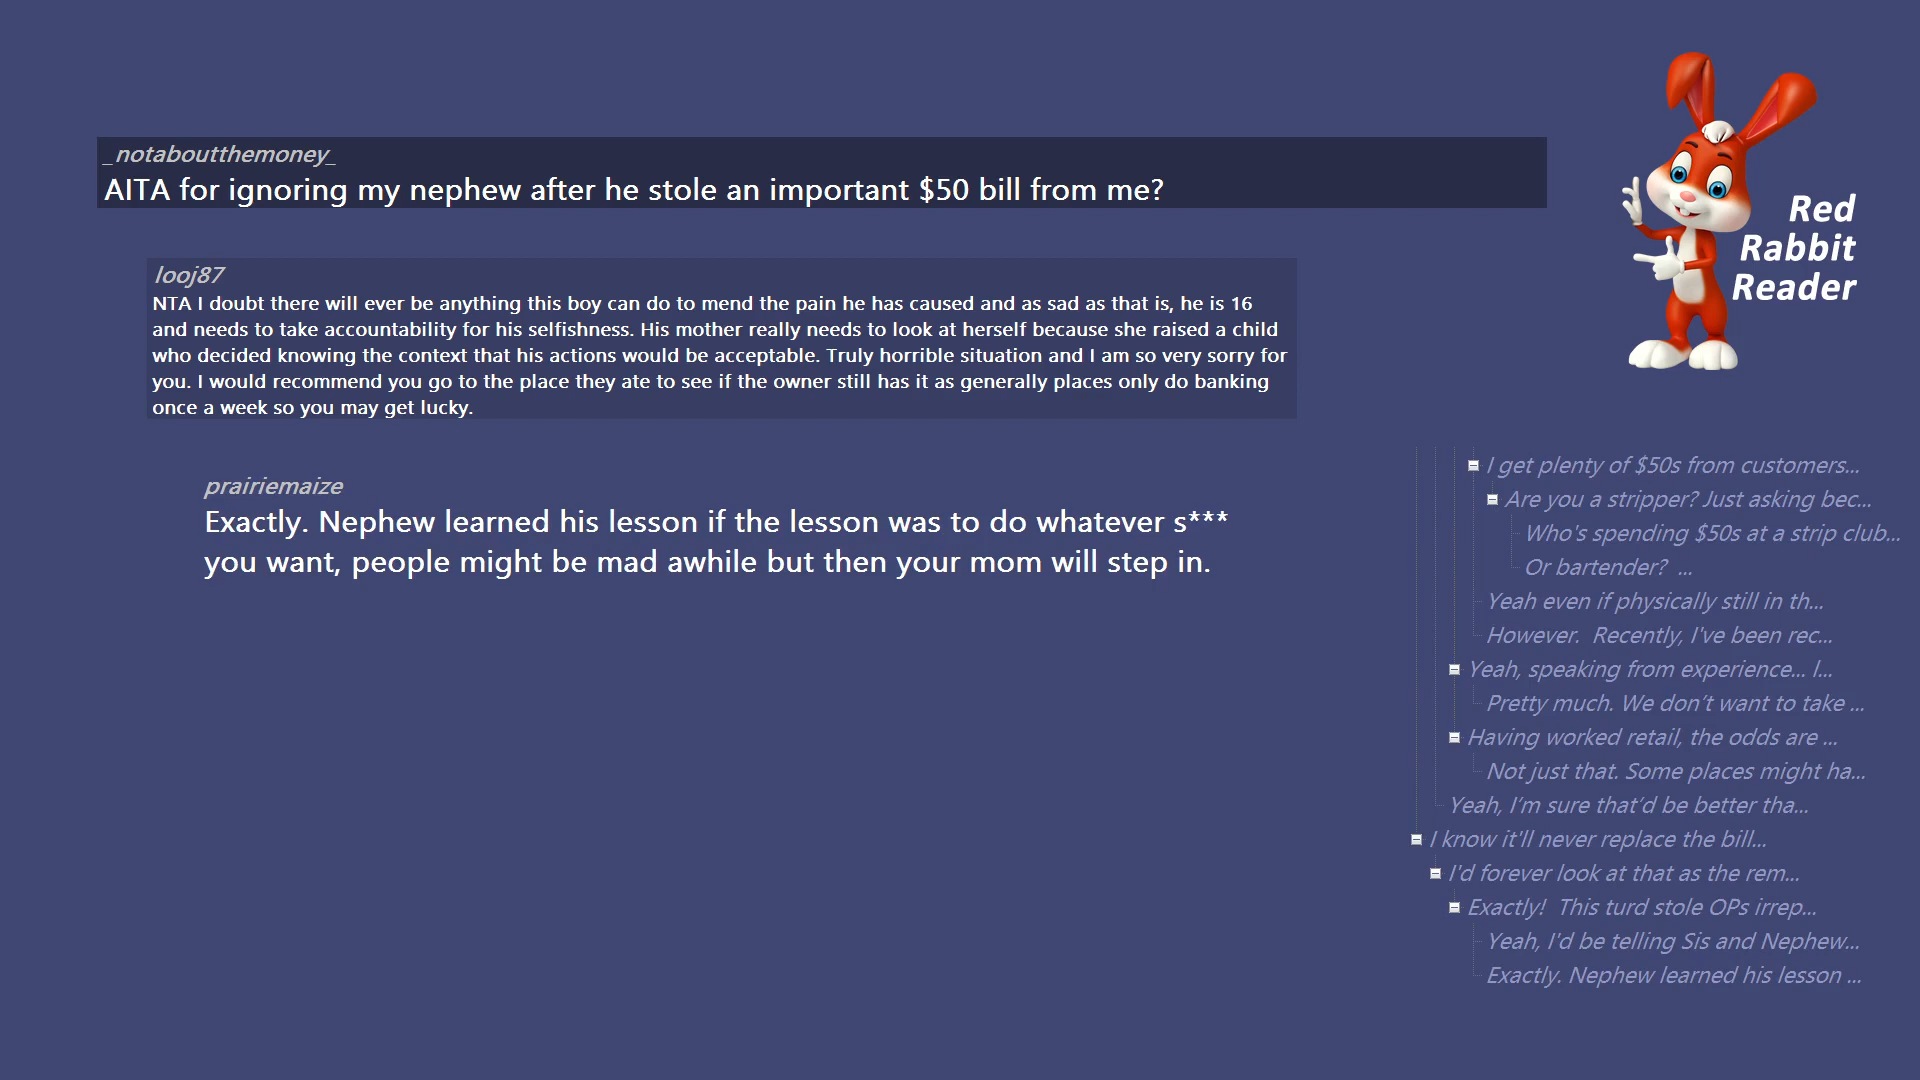 _notaboutthemoney_
AITA for ignoring my nephew after he stole an important $50 bill from me?
looj87
NTA I doubt there will ever be anything this boy can do to mend the pain he has caused and as sad as that is, he is 16
and needs to take accountability for his selfishness. His mother really needs to look at herself because she raised a child
who decided knowing the context that his actions would be acceptable. Truly horrible situation and I am so very sorry for
you. I would recommend you go to the place they ate to see if the owner still has it as generally places only do banking
once a week so you may get lucky.
prairiemaize
Exactly. Nephew learned his lesson if the lesson was to do whatever s***
you want, people might be mad awhile but then your mom will step in.
Red
Rabbit
Reader
I get plenty of $50s from customers...
Are you a stripper? Just asking bec...
Who's spending $50s at a strip club...
Or bartender?  ...
Yeah even if physically still in th...
However.  Recently, I've been rec...
Yeah, speaking from experience... I...
Pretty much. We don’t want to take ...
Having worked retail, the odds are ...
Not just that. Some places might ha...
Yeah, I’m sure that’d be better tha...
I know it'll never replace the bill...
I'd forever look at that as the rem...
Exactly!  This turd stole OPs irrep...
Yeah, I'd be telling Sis and Nephew...
Exactly. Nephew learned his lesson ...